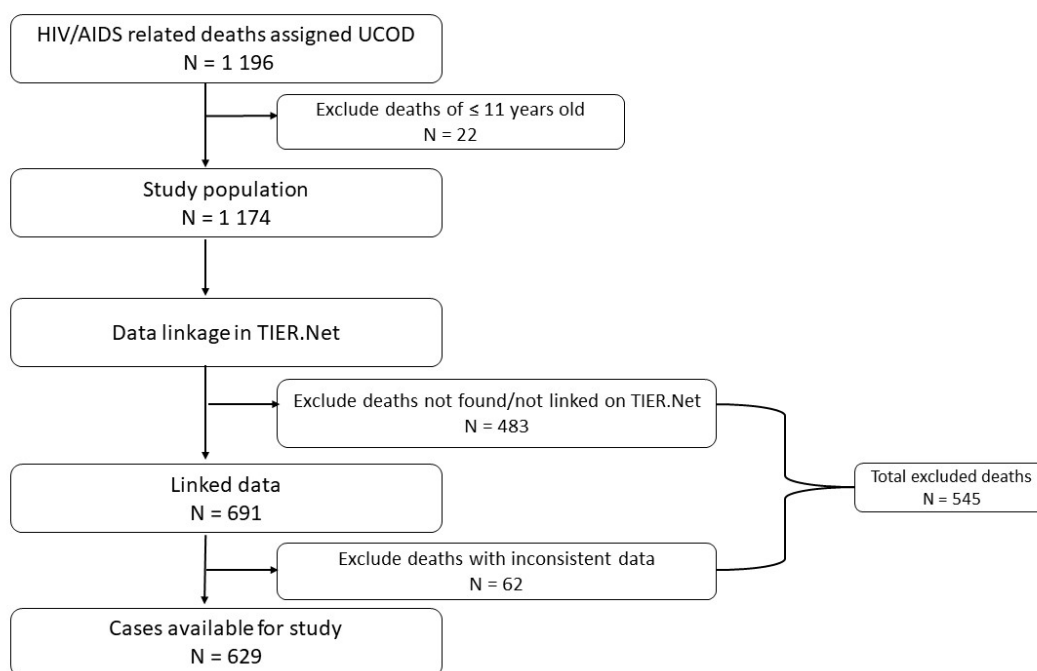 HIV/AIDS related deaths assigned UCOD
N = 1 196
Exclude deaths of ≤ 11 years old
N = 22
Study population
N = 1 174
Data linkage in TIER.Net
Exclude deaths not found/not linked on TIER.Net
N = 483
Linked data
N = 691
Total excluded deaths
N = 545
Exclude deaths with inconsistent data
N = 62
Cases available for study
N = 629